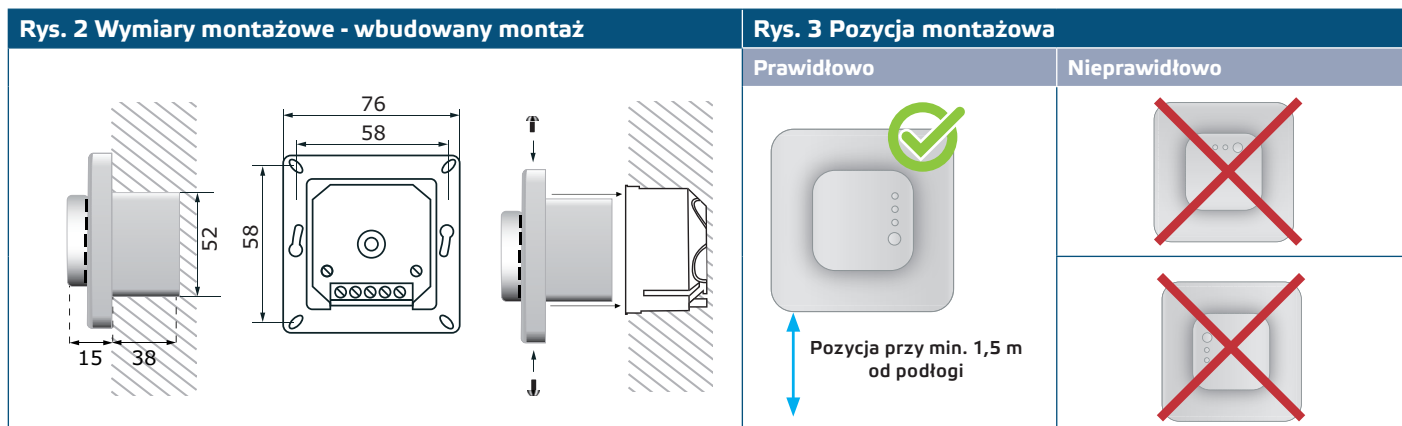 Rys. 2 Wymiary montażowe - wbudowany montaż
Rys. 3 Pozycja montażowa
Prawidłowo
Nieprawidłowo
76
58
58
52
15
38
Pozycja przy min. 1,5 m
od podłogi